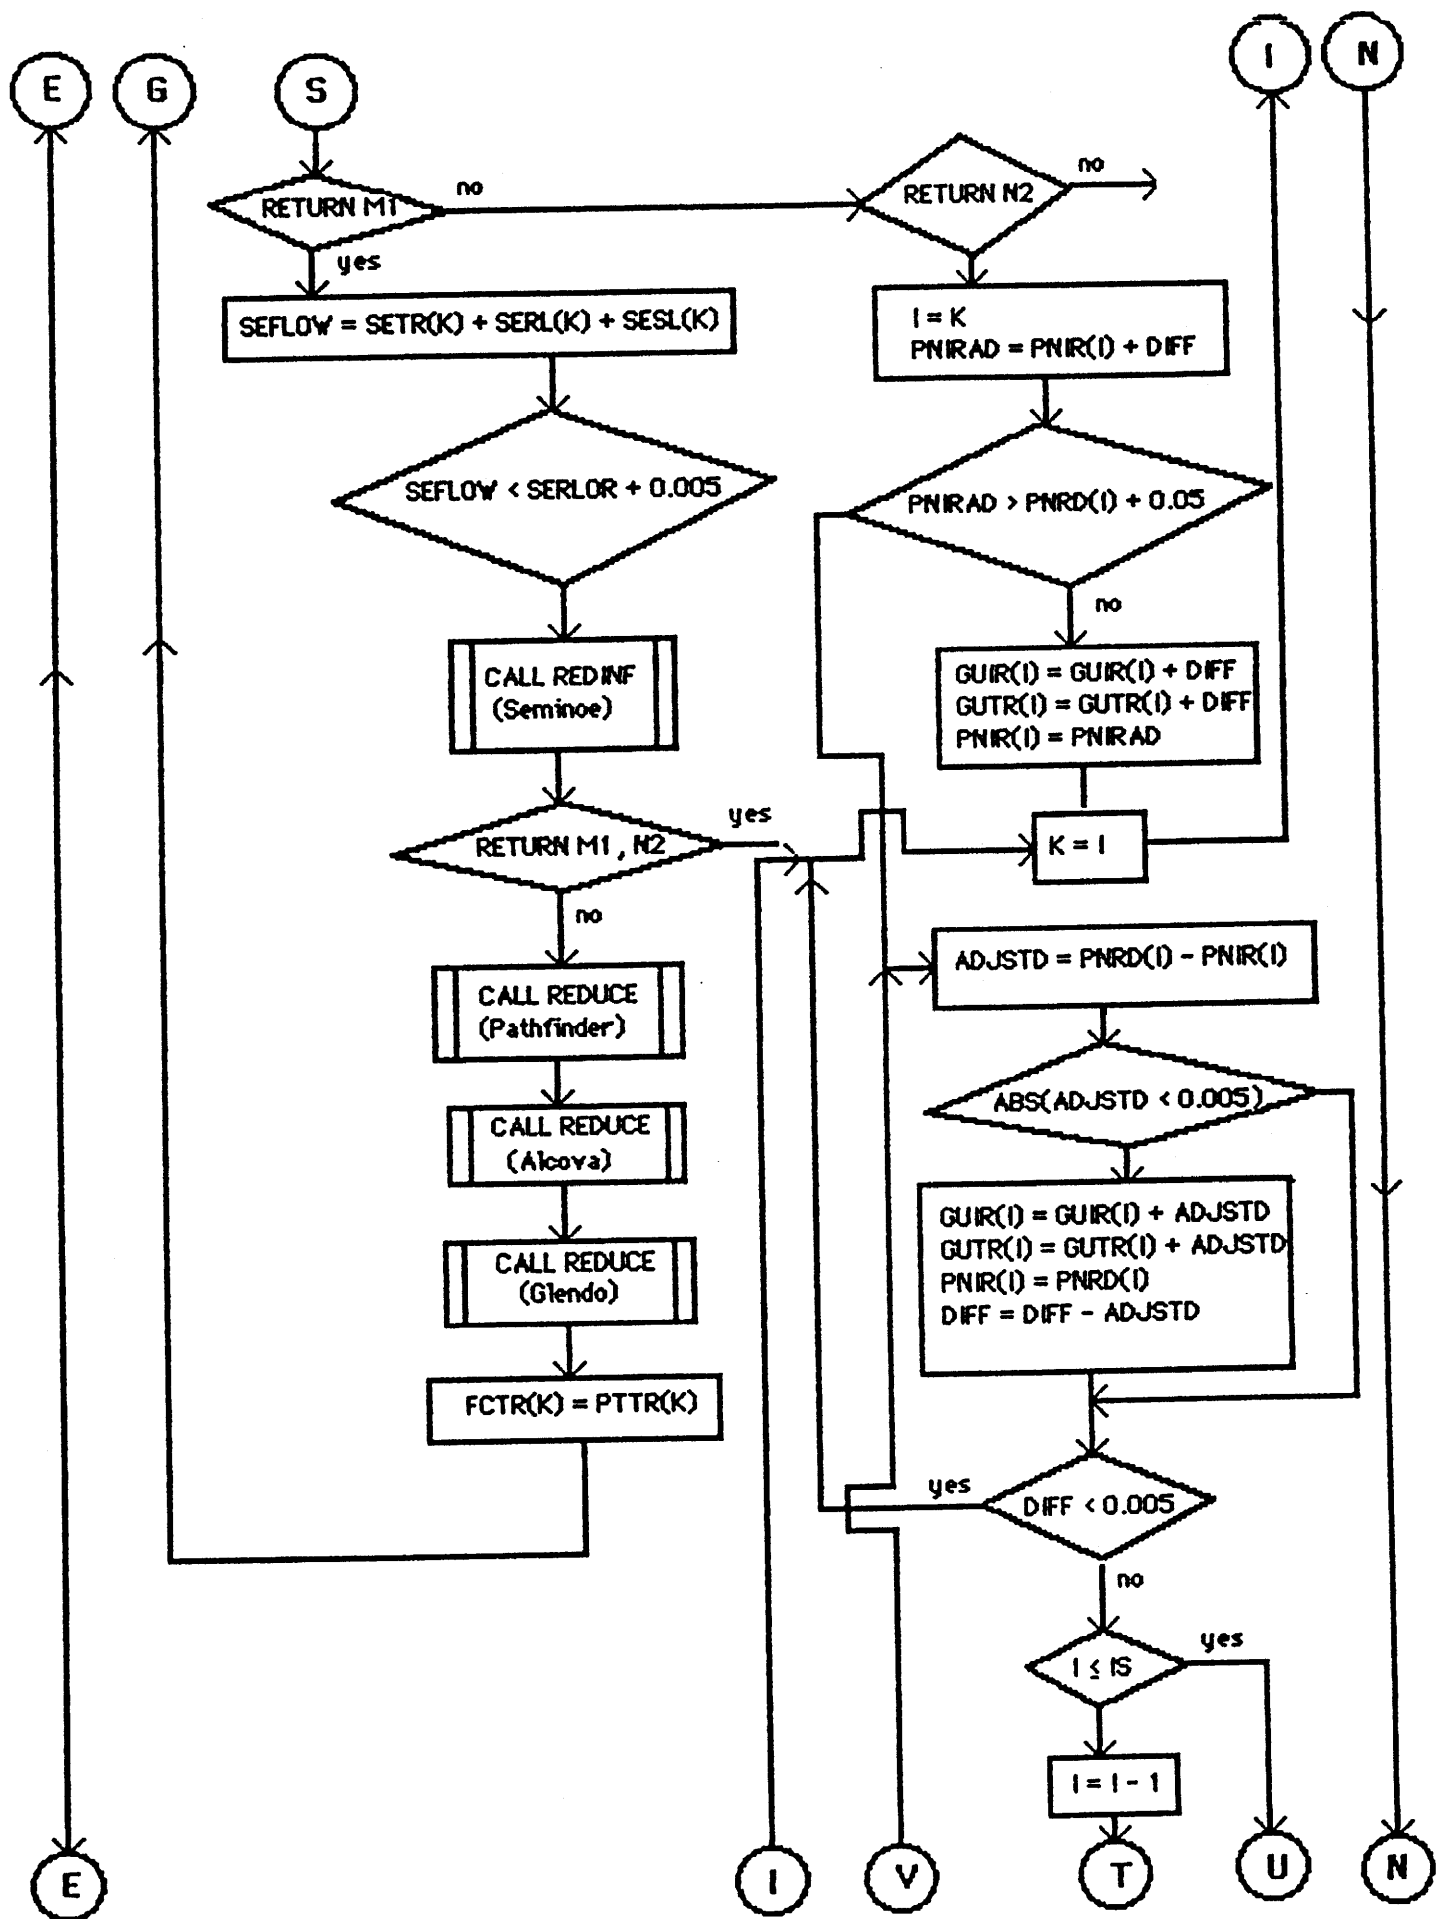 E
G
S
I
N
RETURN M1
no
yes
RETURN N2
no
SEFLOW = SETR(K) + SERL(K) + SESL(K)
I = K
PNIRAD = PNIR(I) + DIFF
SEFLOW < SERLOR + 0.005
PNIRAD > PNRD(I) + 0.05
no
CALL REDINF
(Seminoe)
GUIR(I) = GUIR(I) + DIFF
GUTR(I) = GUTR(I) + DIFF
PNIR(I) = PNIRAD
RETURN M1, N2
yes
no
K = I
CALL REDUCE
(Pathfinder)
ADJSTD = PNRD(I) - PNIR(I)
CALL REDUCE
(Alcova)
ABS(ADJSTD < 0.005)
CALL REDUCE
(Glendo)
GUIR(I) = GUIR(I) + ADJSTD
GUTR(I) = GUTR(I) + ADJSTD
PNIR(I) = PNRD(I)
DIFF = DIFF - ADJSTD
FCTR(K) = PTTR(K)
yes
DIFF < 0.005
no
I ≤ IS
yes
I = I - 1
E
I
V
T
U
N